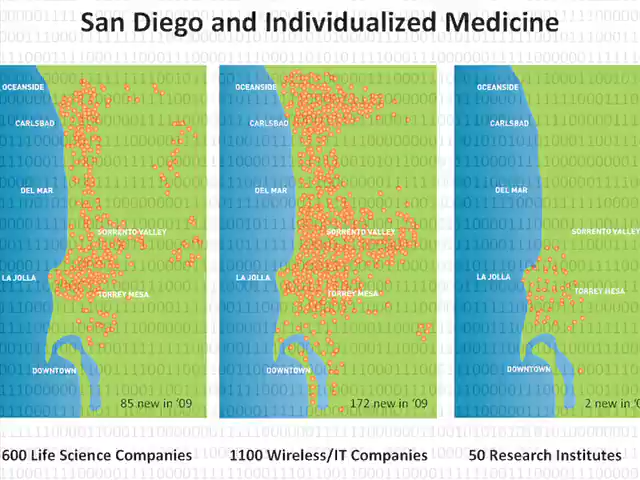 San Diego and Individualized Medicine
OCEANSIDE
CARLSBAD
DEL MAR
SORRENTO VALLEY
LA JOLLA
TORREY MESA
DOWNTOWN
85 new in '09
600 Life Science Companies
OCEANSIDE
CARLSBAD
DEL MAR
SORRENTO VALLEY
LA JOLLA
TORREY MESA
DOWNTOWN
172 new in '09
1100 Wireless/IT Companies
OCEANSIDE
CARLSBAD
DEL MAR
SORRENTO VALLEY
LA JOLLA
TORREY MESA
DOWNTOWN
2 new in '0
50 Research Institutes